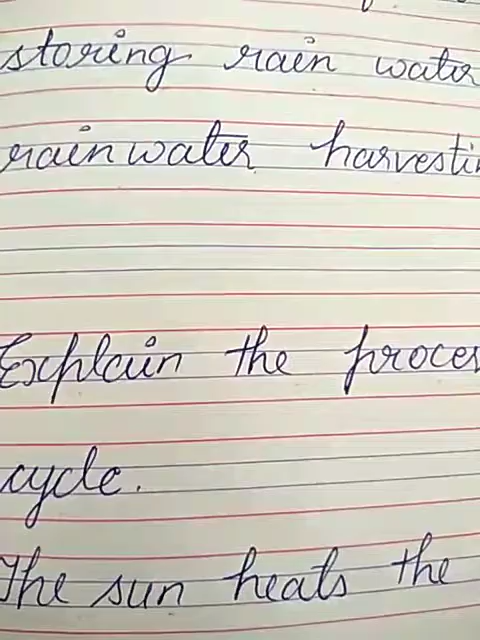 storing rain water
rainwater harvesti
Explain the proces
cycle.
The sun heats the